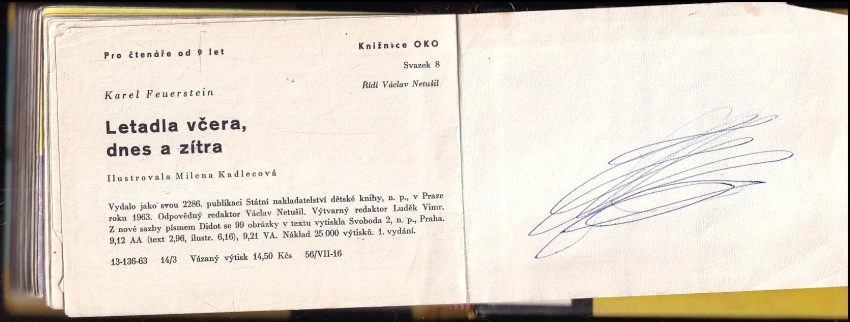 Pro čtenáře od 9 let
Knižnice OKO
Svazek 8
Řídí Václav Netušil
Karel Feuerstein
Letadla včera,
dnes a zítra
Ilustrovala Milena Kadlecová
Vydalo jako svou 2286. publikaci Státní nakladatelství dětské knihy, n. p., v Praze
roku 1963. Odpovědný redaktor Václav Netušil. Výtvarný redaktor Luděk Vimr.
Z nové sazby písmem Didot se 99 obrázky v textu vytiskla Svoboda 2, n. p., Praha.
9,12 AA (text 2,96, ilustr. 6,16), 9,21 VA. Náklad 25 000 výtisků. 1. vydání.
13-136-63 14/3 Vázaný výtisk 14,50 Kčs 56/VII-16